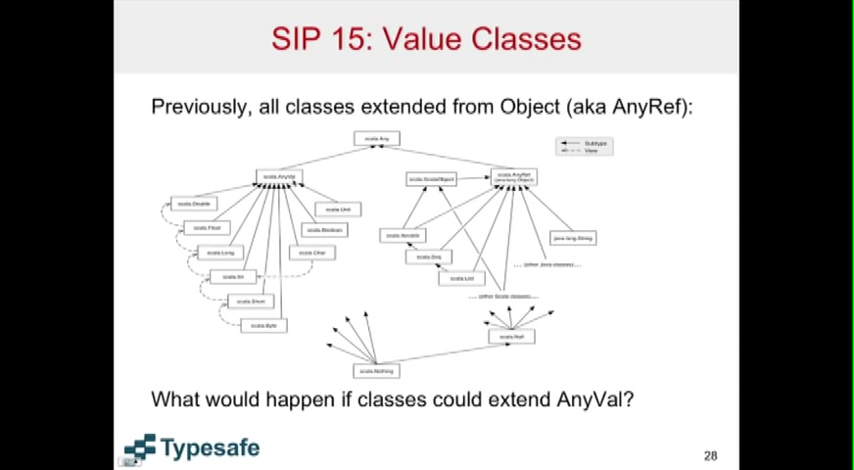 SIP 15: Value Classes
Previously, all classes extended from Object (aka AnyRef):
scala.Any
Subtype
View
scala.AnyVal
scala.ScalaObject
scala.AnyRef
(java.lang.Object)
scala.Double
scala.Unit
scala.Float
scala.Boolean
scala.Iterable
java.lang.String
scala.Long
scala.Char
scala.Seq
... (other Java classes)...
scala.Int
scala.List
scala.Short
... (other Scala classes)...
scala.Byte
scala.Null
scala.Nothing
What would happen if classes could extend AnyVal?
Typesafe
28